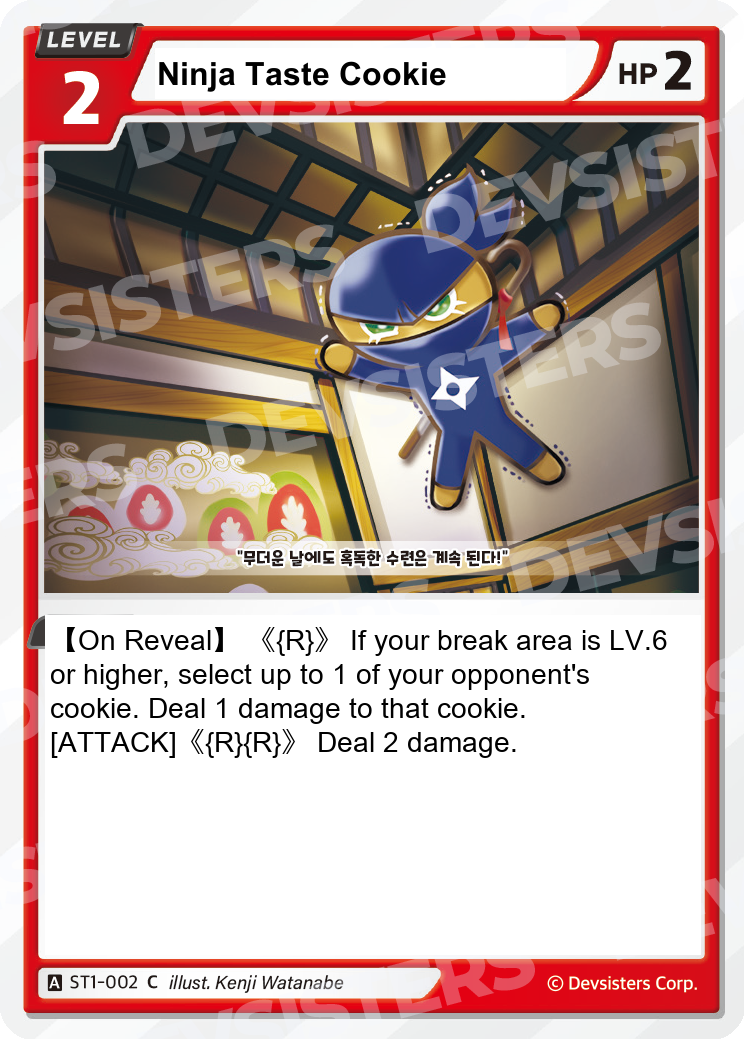 LEVEL
2
Ninja Taste Cookie
HP 2
DEVSISTERS
"무더운 날에도 혹독한 수련은 계속 된다!"
【On Reveal】 《{R}》 If your break area is LV.6
or higher, select up to 1 of your opponent's
cookie. Deal 1 damage to that cookie.
[ATTACK]《{R}{R}》 Deal 2 damage.
A ST1-002 C illust. Kenji Watanabe
© Devsisters Corp.